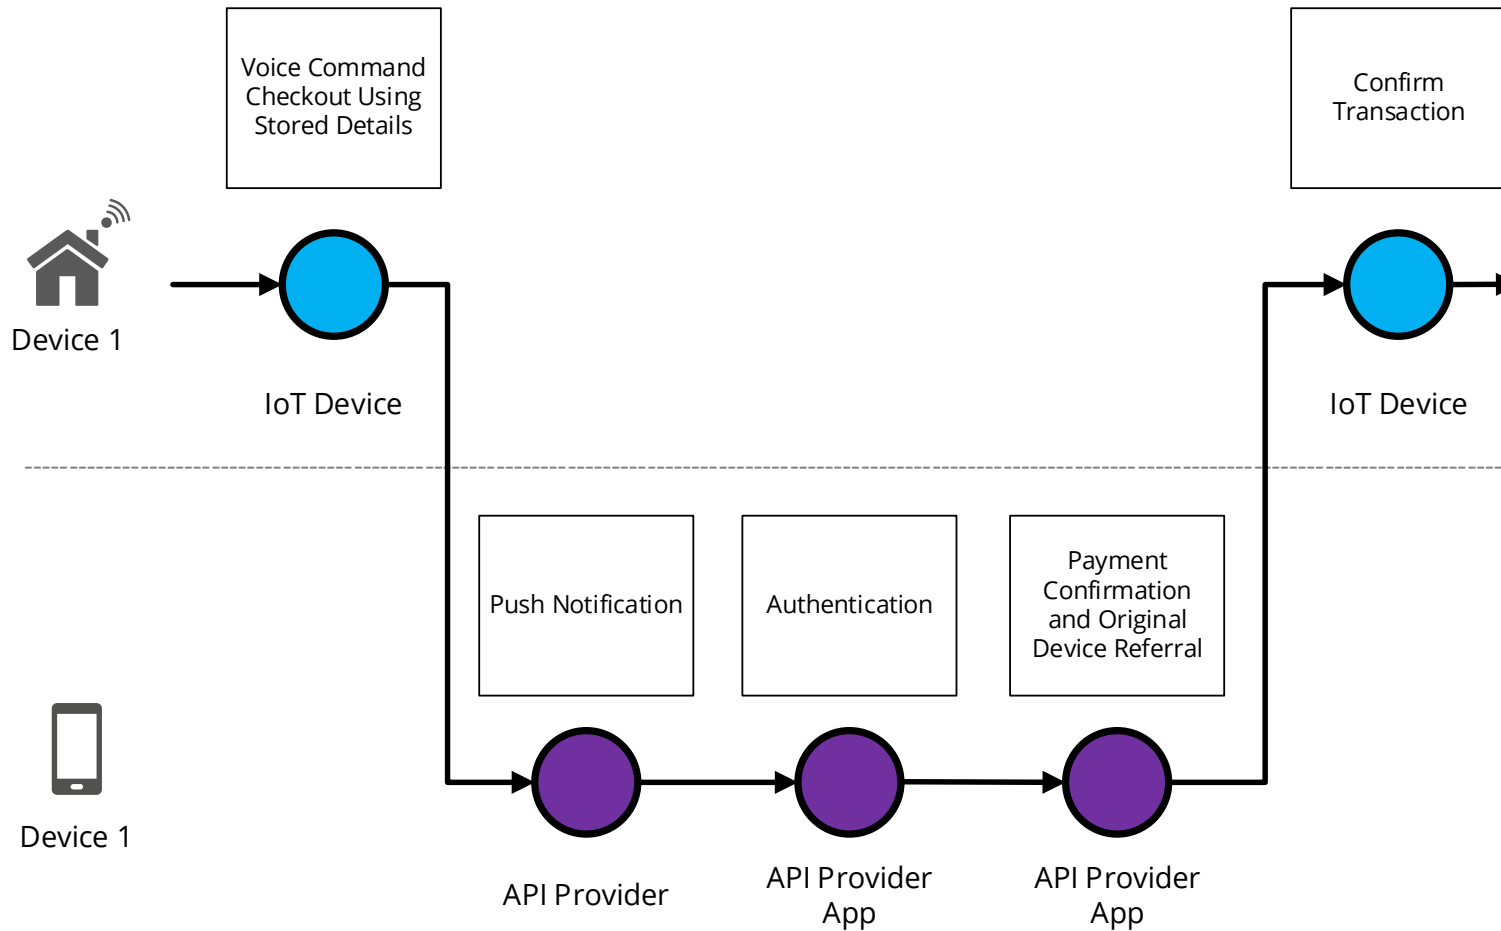 Voice Command
Checkout Using
Stored Details
Confirm
Transaction
Device 1
IoT Device
IoT Device
Push Notification
Authentication
Payment
Confirmation
and Original
Device Referral
Device 1
API Provider
API Provider
App
API Provider
App